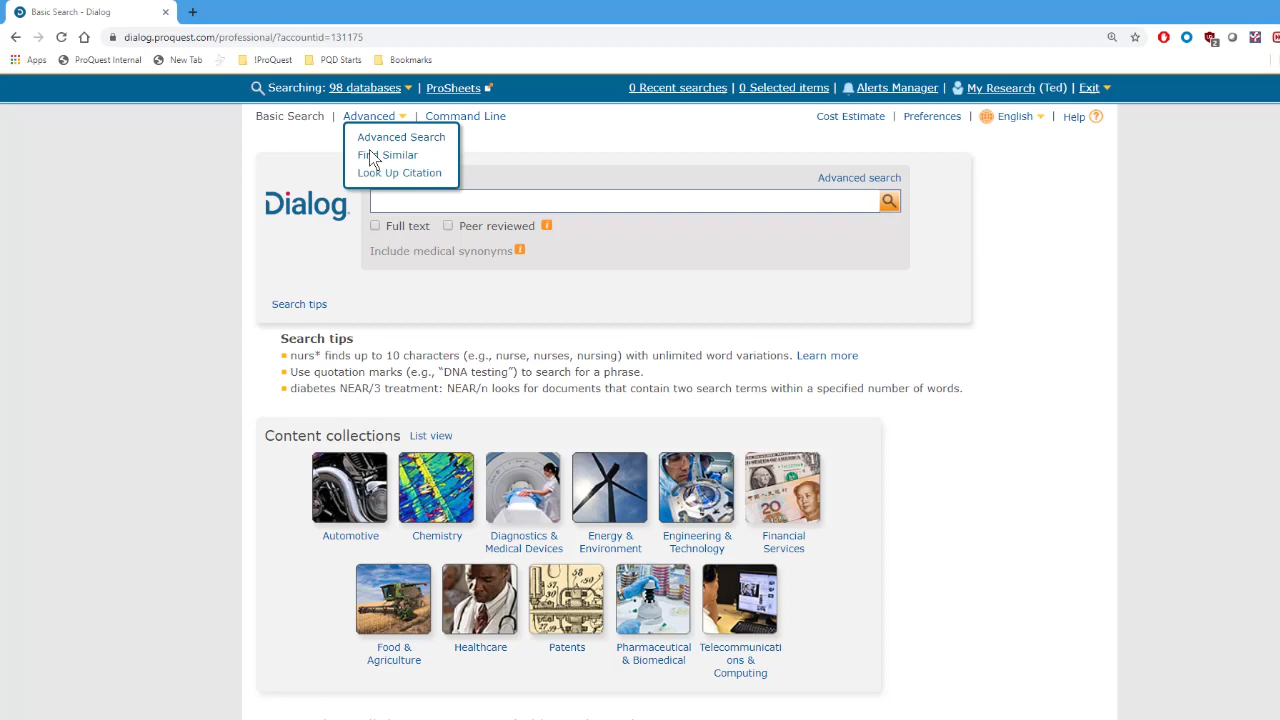 Basic Search - Dialog
dialog.proquest.com/professional/?accountid=131175
Apps ProQuest Internal New Tab !ProQuest PQD Starts Bookmarks
Searching: 98 databases ProSheets 0 Recent searches | 0 Selected items | Alerts Manager | My Research (Ted) | Exit
Basic Search | Advanced | Command Line Cost Estimate | Preferences | English | Help ?
Advanced Search
Find Similar
Look Up Citation
Advanced search
Dialog
Full text Peer reviewed i
Include medical synonyms i
Search tips
Search tips
nurs* finds up to 10 characters (e.g., nurse, nurses, nursing) with unlimited word variations. Learn more
Use quotation marks (e.g., “DNA testing”) to search for a phrase.
diabetes NEAR/3 treatment: NEAR/n looks for documents that contain two search terms within a specified number of words.
Content collections List view
Automotive
Chemistry
Diagnostics &
Medical Devices
Energy &
Environment
Engineering &
Technology
Financial
Services
Food &
Agriculture
Healthcare
Patents
Pharmaceutical
& Biomedical
Telecommunicati
ons &
Computing